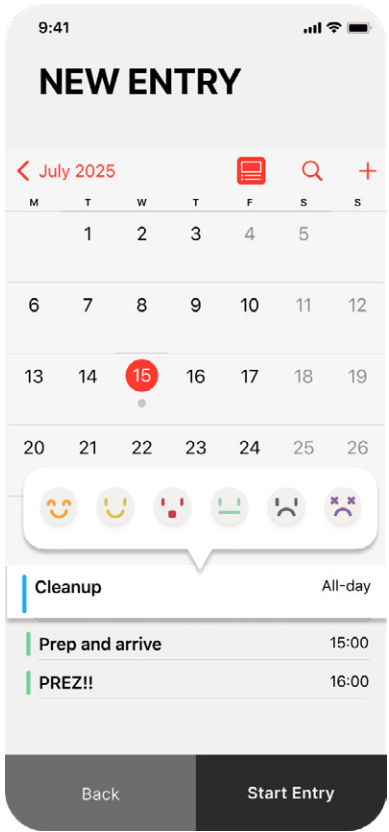 9:41
NEW ENTRY
July 2025
M T W T F S S
1 2 3 4 5
6 7 8 9 10 11 12
13 14 15 16 17 18 19
20 21 22 23 24 25 26
Cleanup All-day
Prep and arrive 15:00
PREZ!! 16:00
Back Start Entry